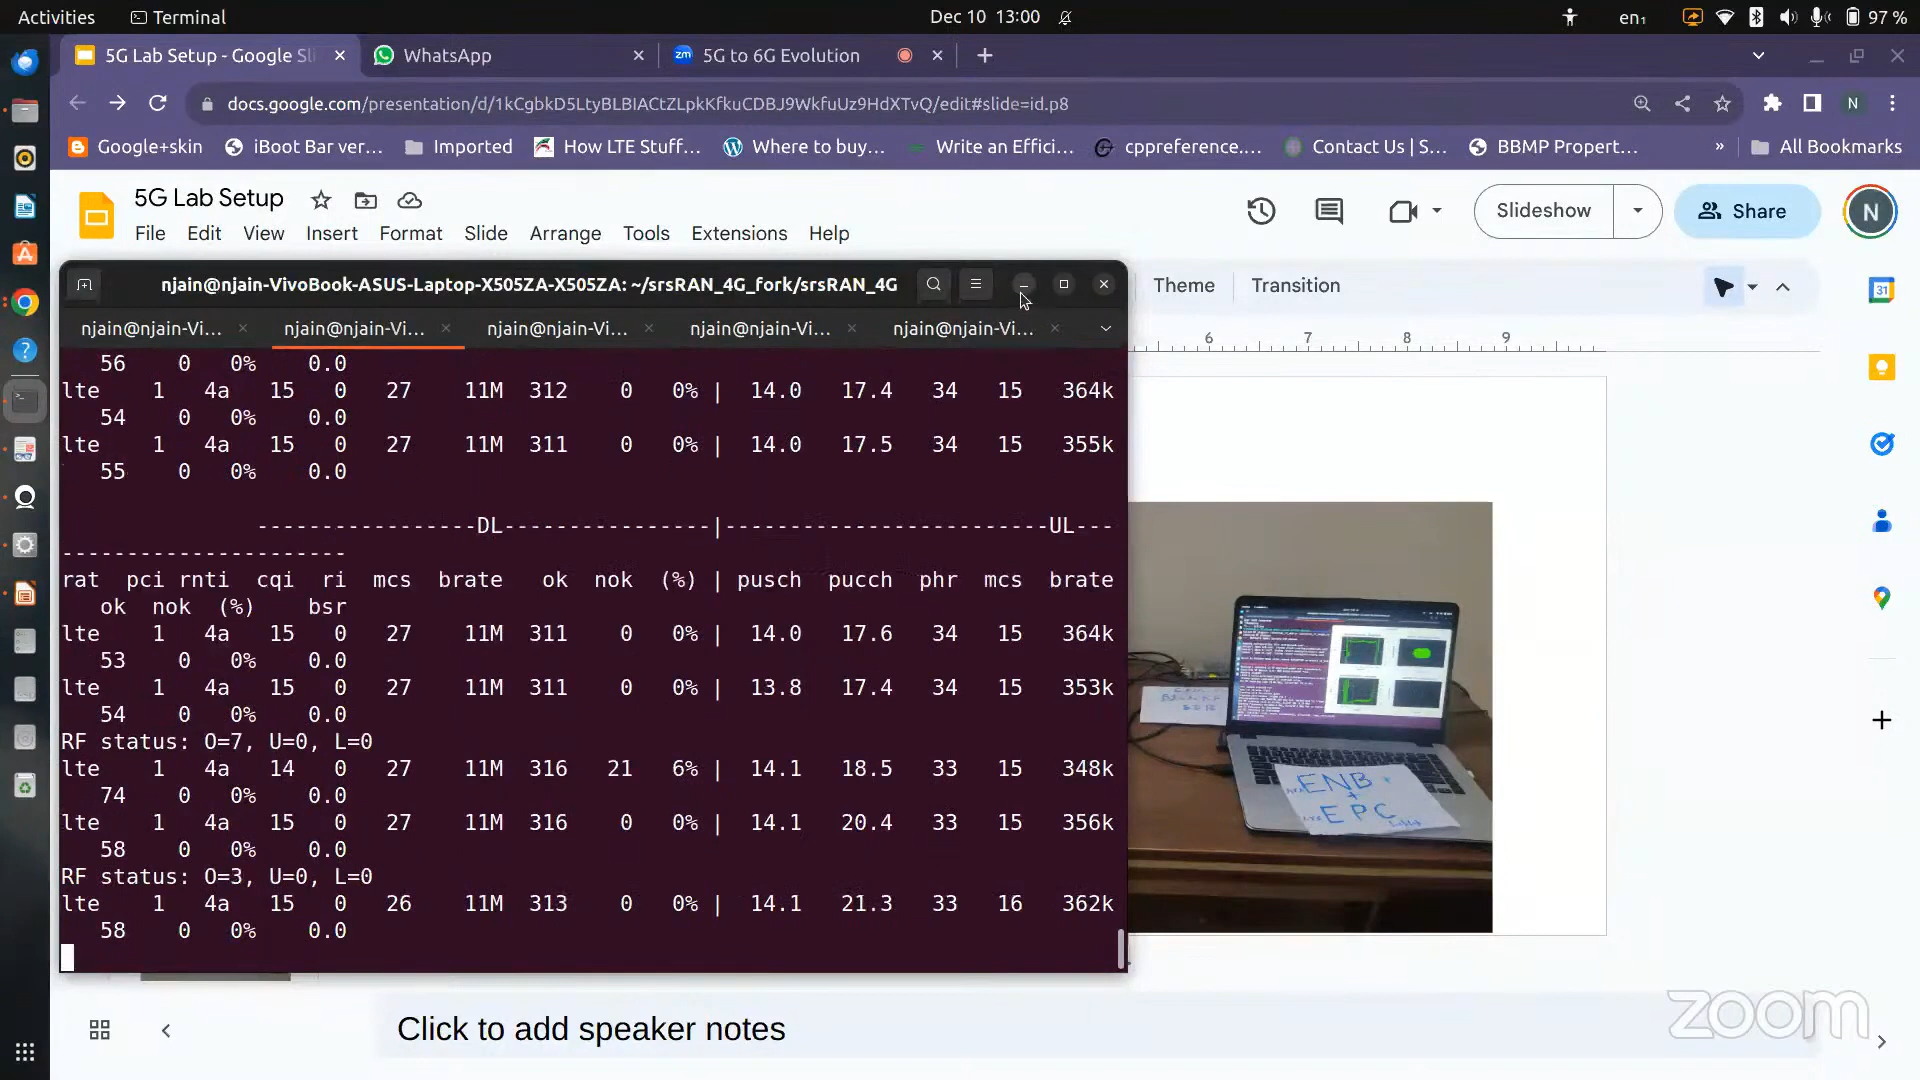 Activities Terminal Dec 10 13:00 en₁ 97 %
5G Lab Setup - Google Sli WhatsApp zm 5G to 6G Evolution
docs.google.com/presentation/d/1kCgbkD5LtyBLBIACtZLpkKfkuCDBJ9WkfuUz9HdXTvQ/edit#slide=id.p8 N
Google+skin iBoot Bar ver... Imported How LTE Stuff... Where to buy... Write an Effici... cppreference.... Contact Us | S... BBMP Propert... » All Bookmarks
5G Lab Setup
Slideshow Share N
File Edit View Insert Format Slide Arrange Tools Extensions Help
njain@njain-VivoBook-ASUS-Laptop-X505ZA-X505ZA: ~/srsRAN_4G_fork/srsRAN_4G
Theme Transition
njain@njain-Vi... njain@njain-Vi... njain@njain-Vi... njain@njain-Vi... njain@njain-Vi...
6 7 8 9
56 0 0% 0.0
lte 1 4a 15 0 27 11M 312 0 0% | 14.0 17.4 34 15 364k
54 0 0% 0.0
lte 1 4a 15 0 27 11M 311 0 0% | 14.0 17.5 34 15 355k
55 0 0% 0.0
-----------------DL----------------|-------------------------UL---
----------------------
rat pci rnti cqi ri mcs brate ok nok (%) | pusch pucch phr mcs brate
ok nok (%) bsr
lte 1 4a 15 0 27 11M 311 0 0% | 14.0 17.6 34 15 364k
53 0 0% 0.0
lte 1 4a 15 0 27 11M 311 0 0% | 13.8 17.4 34 15 353k
54 0 0% 0.0
RF status: O=7, U=0, L=0
lte 1 4a 14 0 27 11M 316 21 6% | 14.1 18.5 33 15 348k
74 0 0% 0.0
lte 1 4a 15 0 27 11M 316 0 0% | 14.1 20.4 33 15 356k
58 0 0% 0.0
RF status: O=3, U=0, L=0
lte 1 4a 15 0 26 11M 313 0 0% | 14.1 21.3 33 16 362k
58 0 0% 0.0
ENB
+
EPC
Click to add speaker notes
zoom
31